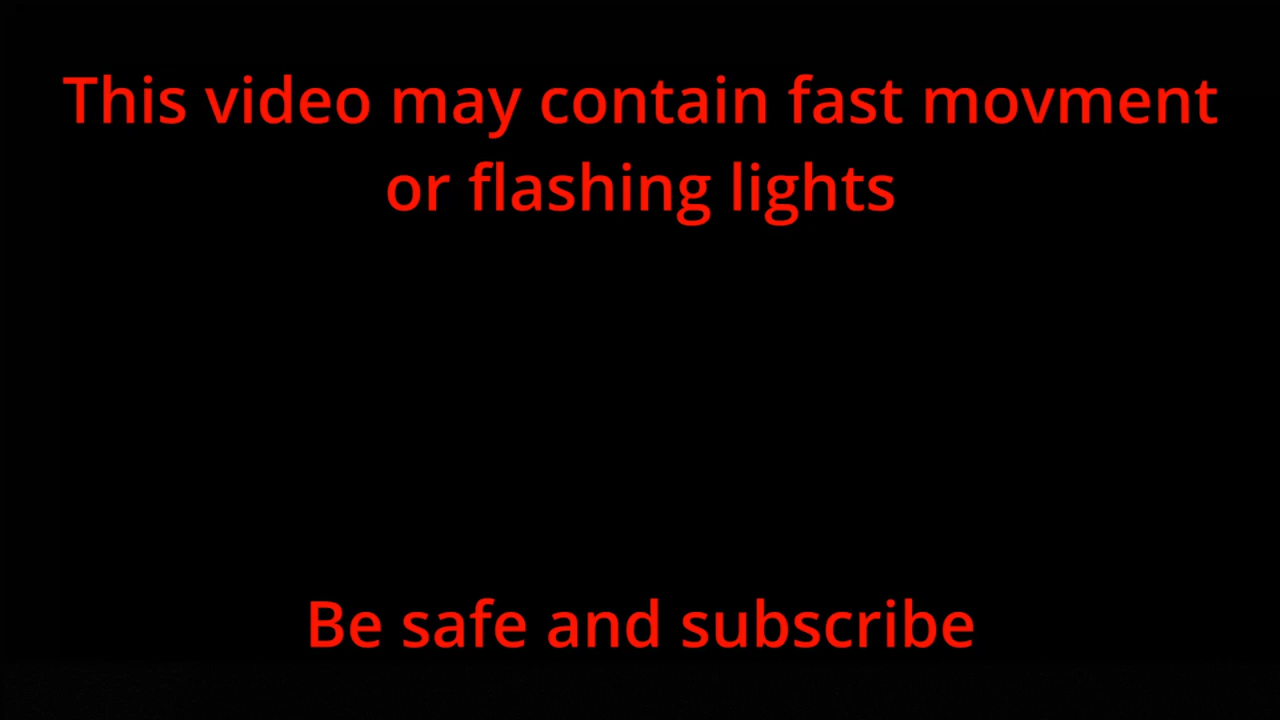 This video may contain fast movment
or flashing lights
Be safe and subscribe